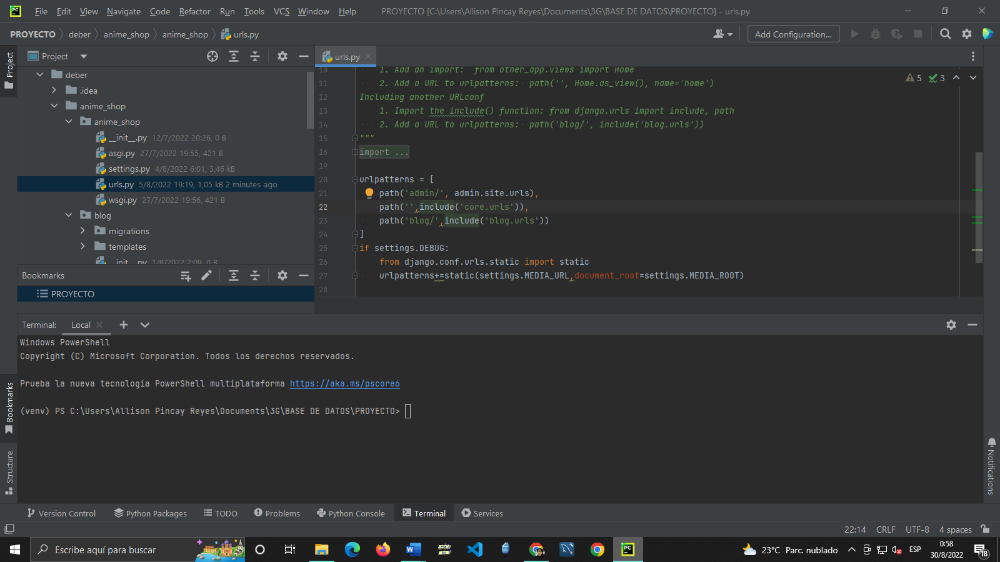 PC File Edit View Navigate Code Refactor Run Tools VCS Window Help PROYECTO [C:\Users\Allison Pincay Reyes\Documents\3G\BASE DE DATOS\PROYECTO] - urls.py
PROYECTO deber anime_shop anime_shop urls.py Add Configuration...
Project
Project
urls.py
deber
.idea
anime_shop
anime_shop
__init__.py 12/7/2022 20:26, 0 B
asgi.py 27/7/2022 19:55, 421 B
settings.py 4/8/2022 6:01, 3,46 kB
urls.py 5/8/2022 19:19, 1,05 kB 2 minutes ago
wsgi.py 27/7/2022 19:56, 421 B
blog
migrations
templates
__init__.py 1/8/2022 2:09, 0 B
5 3
10 1. Add an import: from other_app.views import Home
11 2. Add a URL to urlpatterns: path('', Home.as_view(), name='home')
12 Including another URLconf
13 1. Import the include() function: from django.urls import include, path
14 2. Add a URL to urlpatterns: path('blog/', include('blog.urls'))
15 """
16 import ...
19
20 urlpatterns = [
21 path('admin/', admin.site.urls),
22 path('',include('core.urls')),
23 path('blog/',include('blog.urls'))
24 ]
25 if settings.DEBUG:
26 from django.conf.urls.static import static
27 urlpatterns+=static(settings.MEDIA_URL,document_root=settings.MEDIA_ROOT)
28
Bookmarks
PROYECTO
Terminal: Local
Windows PowerShell
Copyright (C) Microsoft Corporation. Todos los derechos reservados.
Prueba la nueva tecnología PowerShell multiplataforma https://aka.ms/pscore6
(venv) PS C:\Users\Allison Pincay Reyes\Documents\3G\BASE DE DATOS\PROYECTO>
Bookmarks
Structure
Notifications
Version Control Python Packages TODO Problems Python Console Terminal Services
22:14 CRLF UTF-8 4 spaces
Escribe aquí para buscar
23°C Parc. nublado ESP 0:58
30/8/2022
18